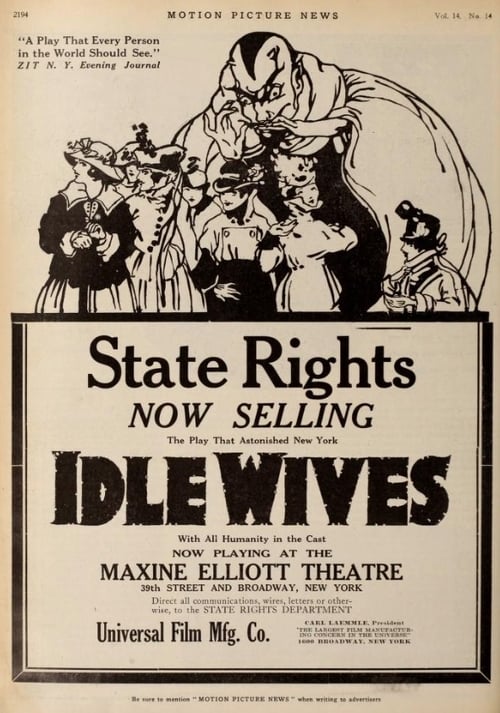 2194
MOTION PICTURE NEWS
Vol. 14. No. 14
"A Play That Every Person
in the World Should See."
ZIT N. Y. Evening Journal
State Rights
NOW SELLING
The Play That Astonished New York
IDLE WIVES
With All Humanity in the Cast
NOW PLAYING AT THE
MAXINE ELLIOTT THEATRE
39th STREET AND BROADWAY, NEW YORK
Direct all communications, wires, letters or other-
wise, to the STATE RIGHTS DEPARTMENT
Universal Film Mfg. Co.
CARL LAEMMLE, President
"THE LARGEST FILM MANUFACTUR-
ING CONCERN IN THE UNIVERSE"
1600 BROADWAY, NEW YORK
Be sure to mention "MOTION PICTURE NEWS" when writing to advertisers